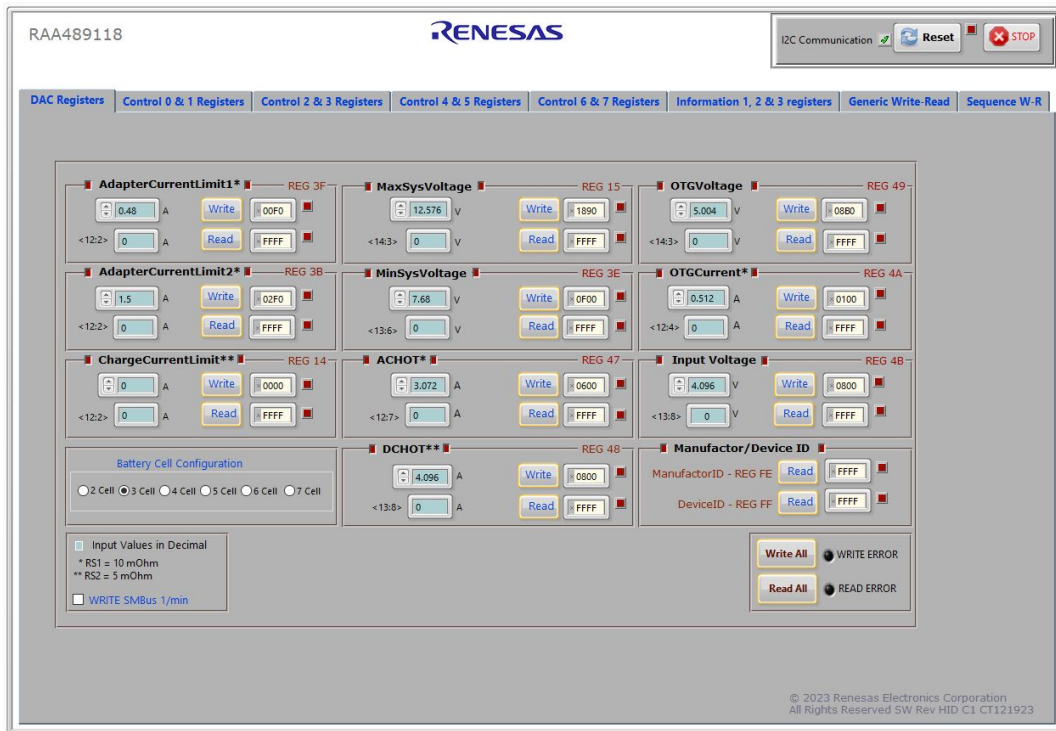 RAA489118
RENESAS
I2C Communication
Reset
STOP
DAC Registers
Control 0 & 1 Registers
Control 2 & 3 Registers
Control 4 & 5 Registers
Control 6 & 7 Registers
Information 1, 2 & 3 registers
Generic Write-Read
Sequence W-R
AdapterCurrentLimit1*
REG 3F
0.48 A Write x 00F0
<12:2> 0 A Read x FFFF
MaxSysVoltage
REG 15
12.576 V Write x 1890
<14:3> 0 V Read x FFFF
OTGVoltage
REG 49
5.004 V Write x 08B0
<14:3> 0 V Read x FFFF
AdapterCurrentLimit2*
REG 3B
1.5 A Write x 02F0
<12:2> 0 A Read x FFFF
MinSysVoltage
REG 3E
7.68 V Write x 0F00
<13:6> 0 V Read x FFFF
OTGCurrent*
REG 4A
0.512 A Write x 0100
<12:4> 0 A Read x FFFF
ChargeCurrentLimit**
REG 14
0 A Write x 0000
<12:2> 0 A Read x FFFF
ACHOT*
REG 47
3.072 A Write x 0600
<12:7> 0 A Read x FFFF
Input Voltage
REG 4B
4.096 V Write x 0800
<13:8> 0 V Read x FFFF
Battery Cell Configuration
2 Cell 3 Cell 4 Cell 5 Cell 6 Cell 7 Cell
DCHOT**
REG 48
4.096 A Write x 0800
<13:8> 0 A Read x FFFF
Manufactor/Device ID
ManufactorID - REG FE Read x FFFF
DeviceID - REG FF Read x FFFF
Input Values in Decimal
* RS1 = 10 mOhm
** RS2 = 5 mOhm
WRITE SMBus 1/min
Write All WRITE ERROR
Read All READ ERROR
© 2023 Renesas Electronics Corporation
All Rights Reserved SW Rev HID C1 CT121923